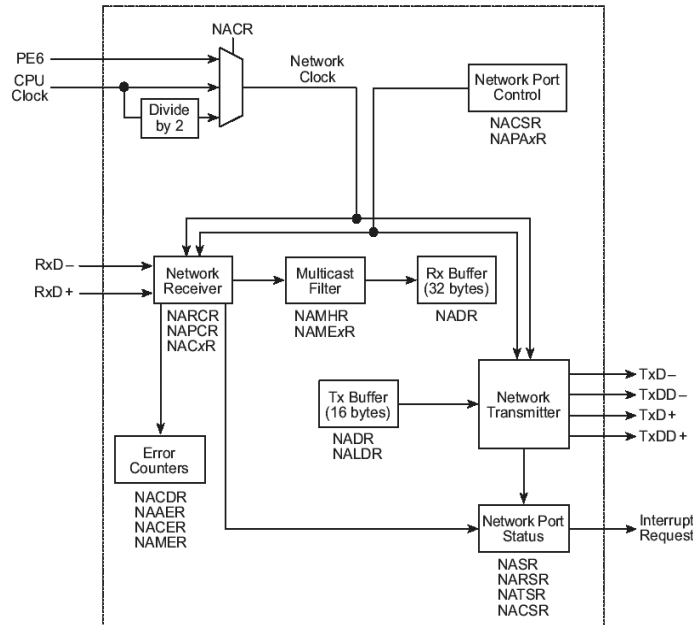 NACR
PE6
CPU
Clock
Network
Clock
Divide
by 2
Network Port
Control
NACSR
NAPAxR
RxD–
RxD+
Network
Receiver
NARCR
NAPCR
NACxR
Multicast
Filter
NAMHR
NAMExR
Rx Buffer
(32 bytes)
NADR
Tx Buffer
(16 bytes)
NADR
NALDR
Network
Transmitter
TxD–
TxDD–
TxD+
TxDD+
Error
Counters
NACDR
NAAER
NACER
NAMER
Network Port
Status
NASR
NARSR
NATSR
NACSR
Interrupt
Request